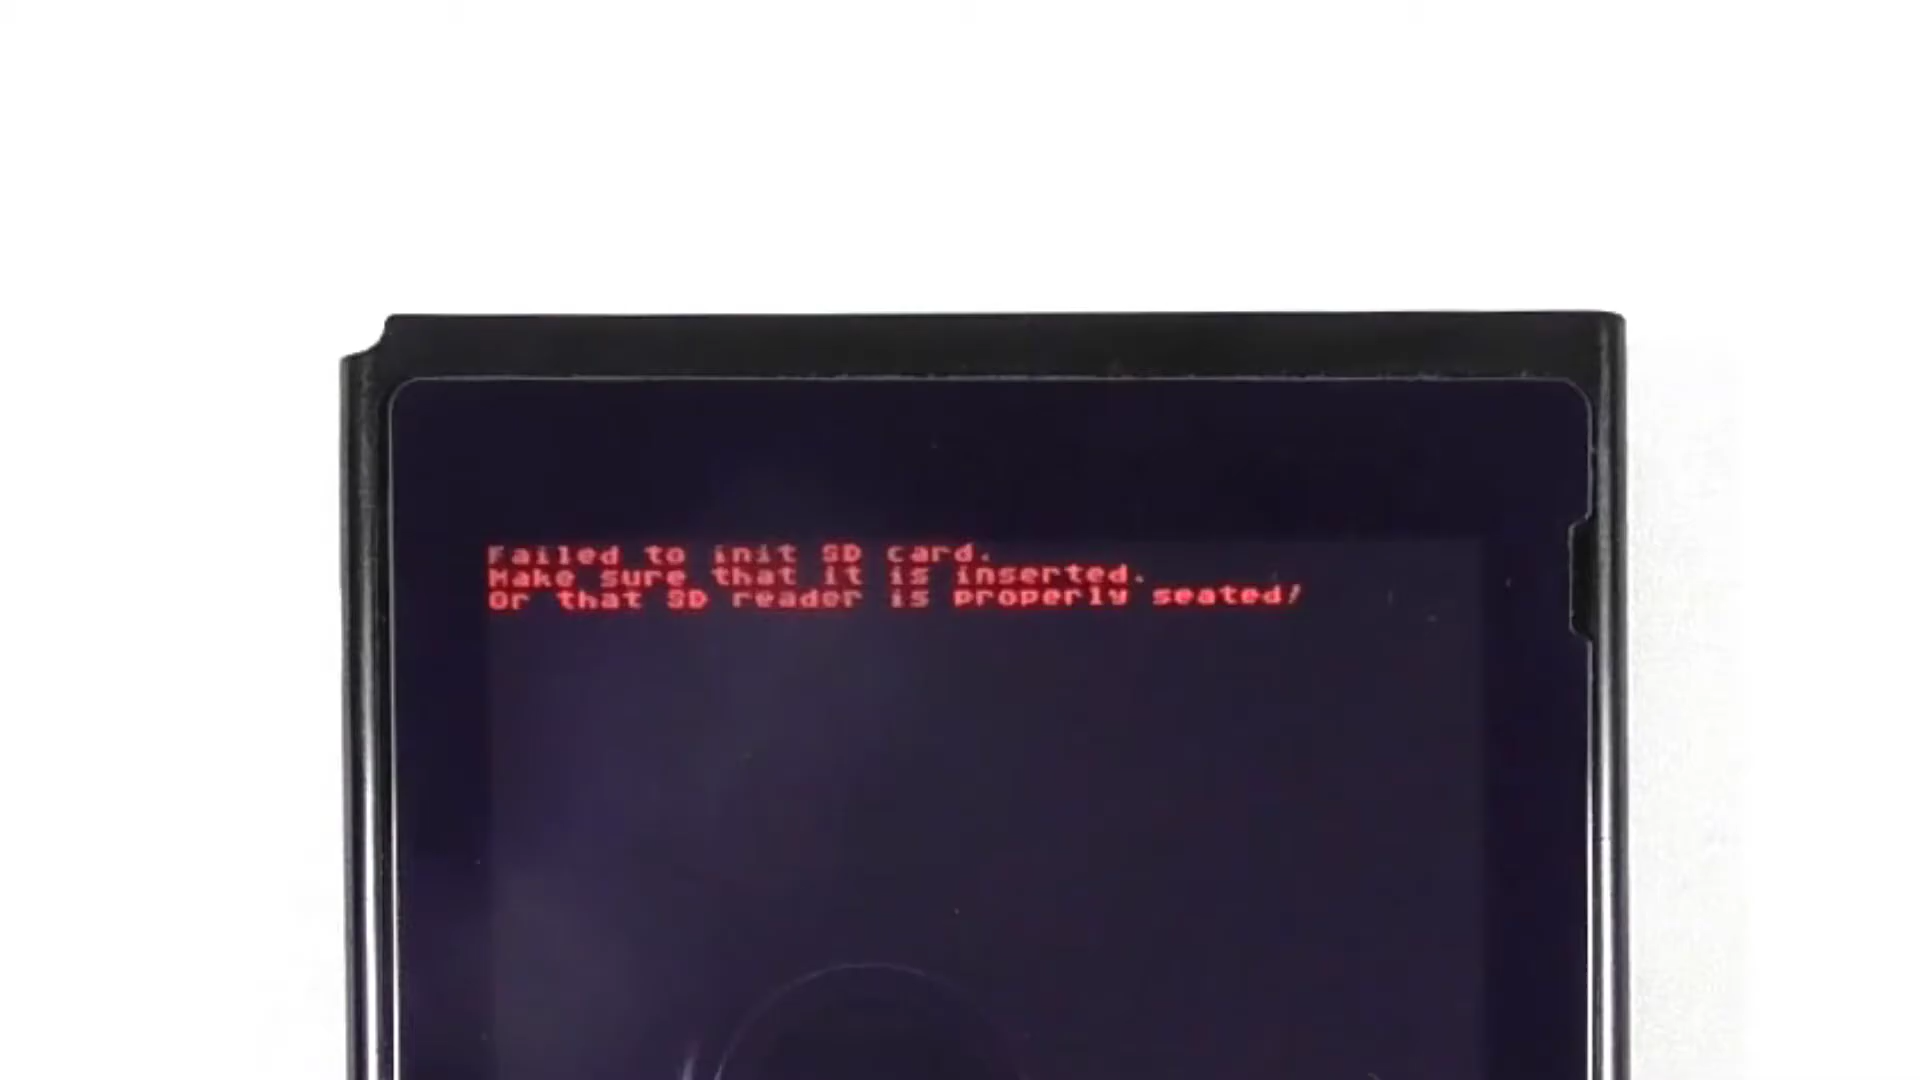 Failed to init SD card.
Make sure that it is inserted.
Or that SD reader is properly seated!